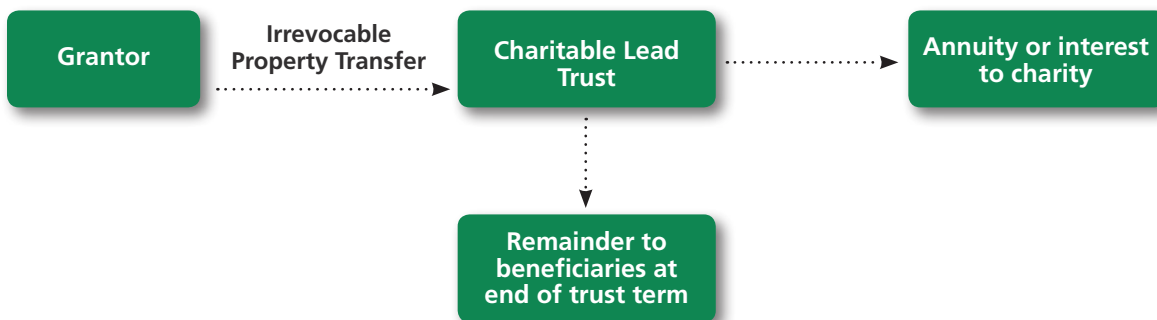 Grantor
Irrevocable
Property Transfer
Charitable Lead
Trust
Annuity or interest
to charity
Remainder to
beneficiaries at
end of trust term